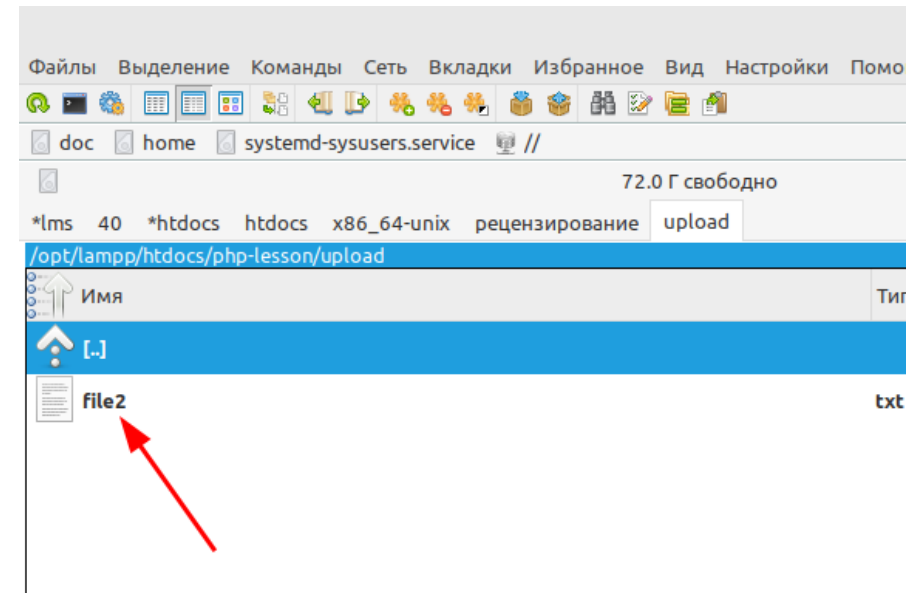 Файлы Выделение Команды Сеть Вкладки Избранное Вид Настройки Помо
doc home systemd-sysusers.service //
72.0 Г свободно
*lms 40 *htdocs htdocs x86_64-unix рецензирование upload
/opt/lampp/htdocs/php-lesson/upload
Имя Тип
[..]
file2 txt